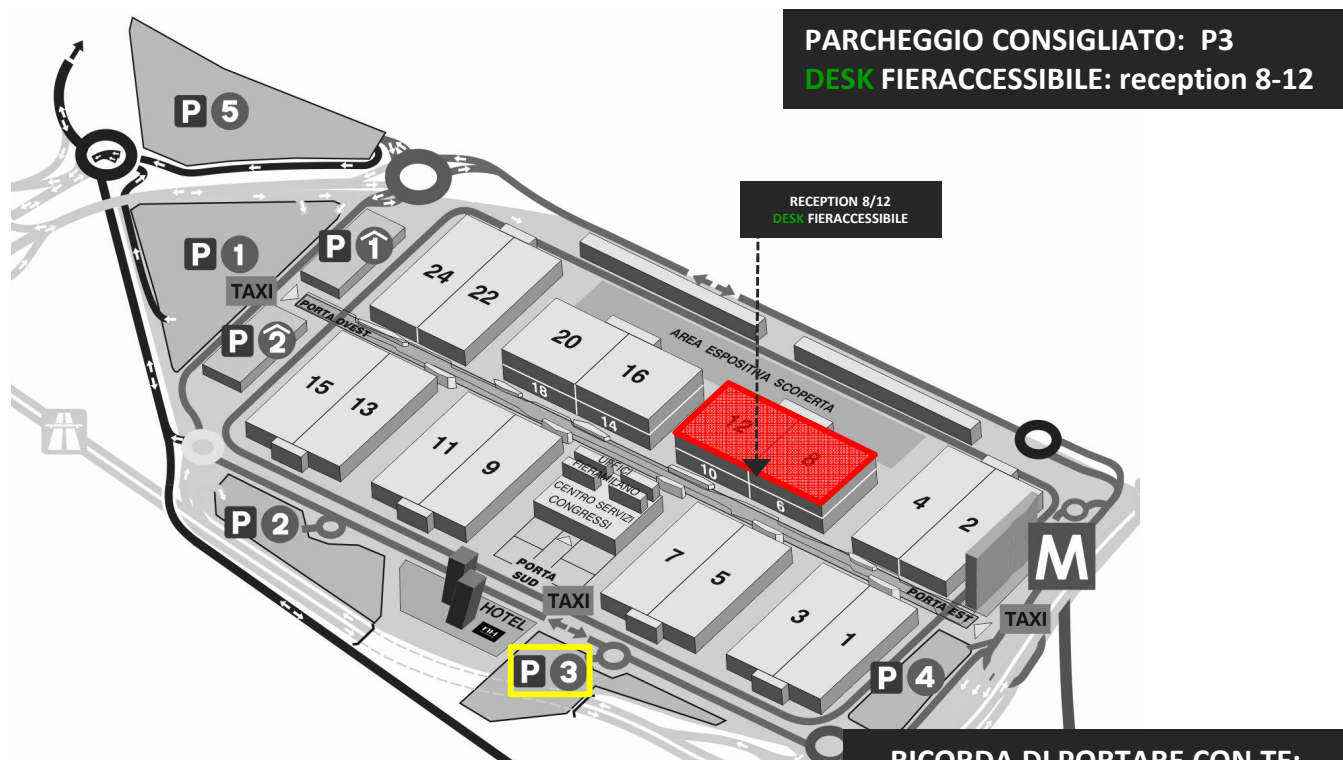 PARCHEGGIO CONSIGLIATO: P3
DESK FIERACCESSIBILE: reception 8-12
P 5
RECEPTION 8/12
DESK FIERACCESSIBILE
P 1
P 1
TAXI
PORTA OVEST
P 2
24
22
20
16
18
14
AREA ESPOSITIVA SCOPERTA
12
8
10
6
15
13
11
9
UFFICI
FIERAMILANO
CENTRO SERVIZI
CONGRESSI
4
2
M
P 2
7
5
PORTA
SUD
TAXI
HOTEL
nh
3
1
PORTA EST
TAXI
P 3
P 4
RICORDA DI PORTARE CON TE: